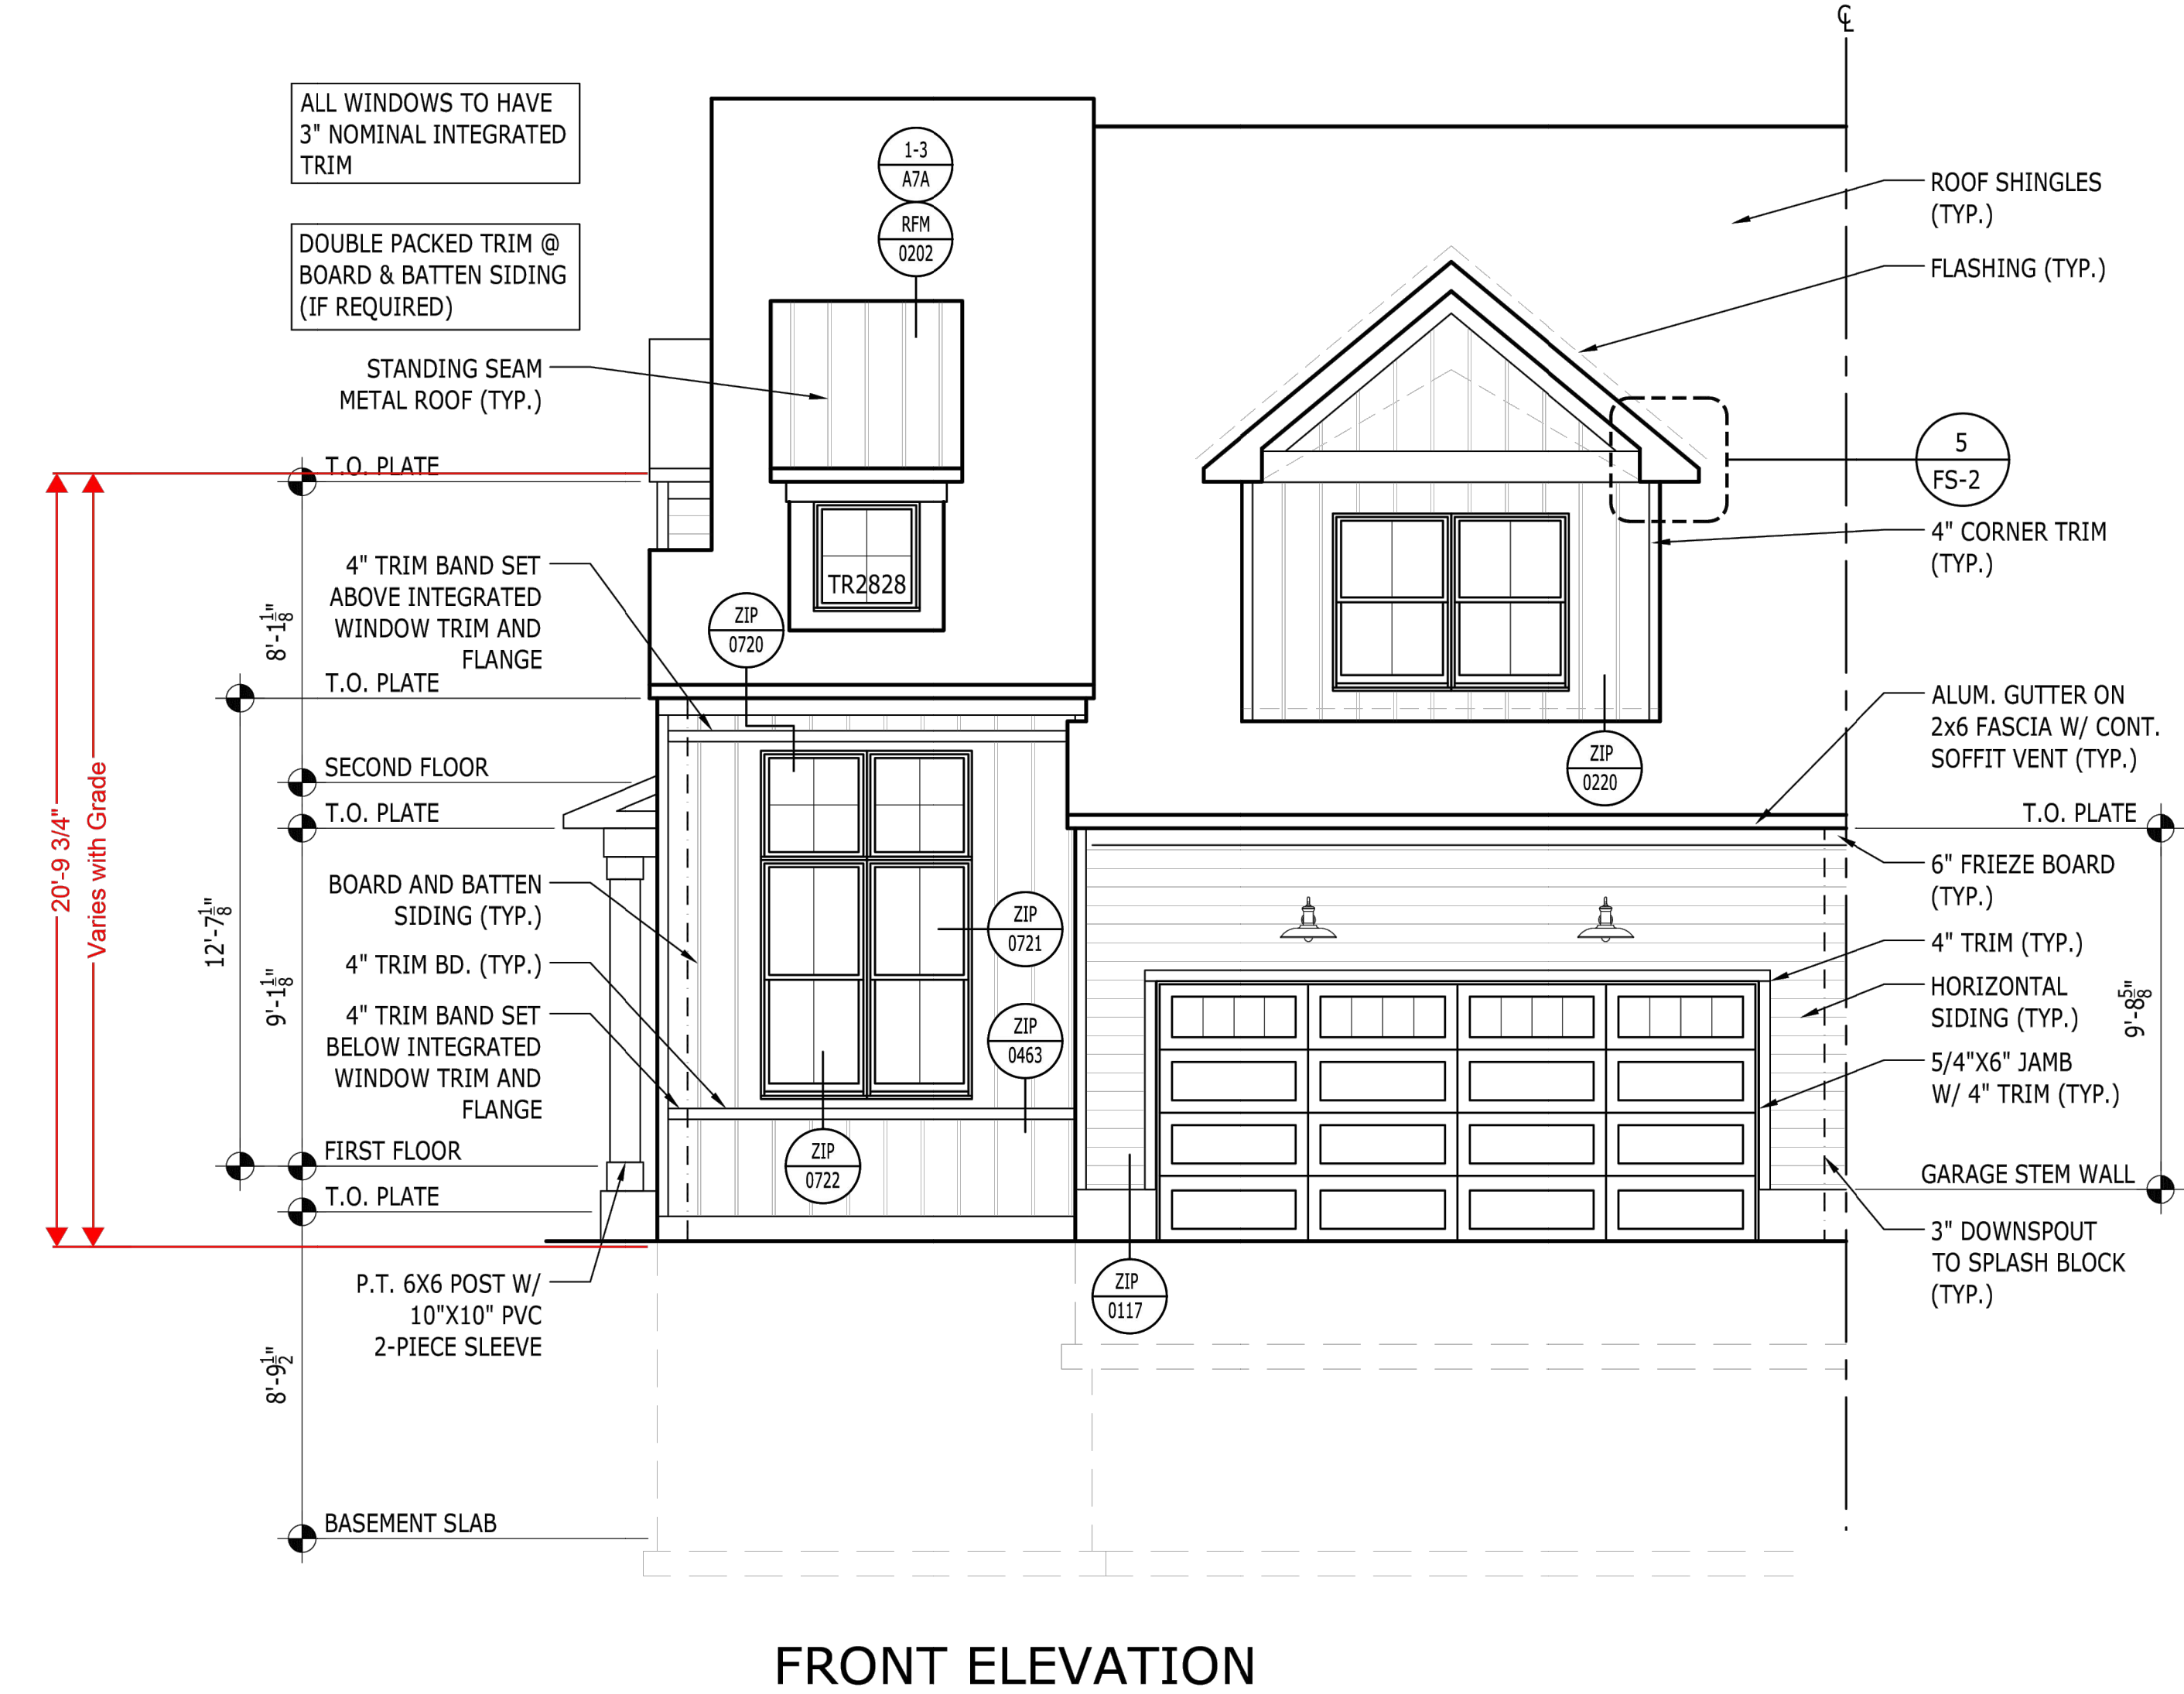 ℄
ALL WINDOWS TO HAVE
3" NOMINAL INTEGRATED
TRIM
DOUBLE PACKED TRIM @
BOARD & BATTEN SIDING
(IF REQUIRED)
STANDING SEAM
METAL ROOF (TYP.)
T.O. PLATE
4" TRIM BAND SET
ABOVE INTEGRATED
WINDOW TRIM AND
FLANGE
T.O. PLATE
SECOND FLOOR
T.O. PLATE
BOARD AND BATTEN
SIDING (TYP.)
4" TRIM BD. (TYP.)
4" TRIM BAND SET
BELOW INTEGRATED
WINDOW TRIM AND
FLANGE
FIRST FLOOR
T.O. PLATE
P.T. 6X6 POST W/
10"X10" PVC
2-PIECE SLEEVE
BASEMENT SLAB
20'-9 3/4"
Varies with Grade
12'-7 1/8"
8'-1 1/8"
9'-1 1/8"
8'-9 1/2"
1-3
A7A
RFM
0202
TR2828
ZIP
0720
ZIP
0721
ZIP
0463
ZIP
0722
ZIP
0117
ZIP
0220
ROOF SHINGLES
(TYP.)
FLASHING (TYP.)
5
FS-2
4" CORNER TRIM
(TYP.)
ALUM. GUTTER ON
2x6 FASCIA W/ CONT.
SOFFIT VENT (TYP.)
T.O. PLATE
6" FRIEZE BOARD
(TYP.)
4" TRIM (TYP.)
HORIZONTAL
SIDING (TYP.)
5/4"X6" JAMB
W/ 4" TRIM (TYP.)
9'-8 5/8"
GARAGE STEM WALL
3" DOWNSPOUT
TO SPLASH BLOCK
(TYP.)
FRONT ELEVATION